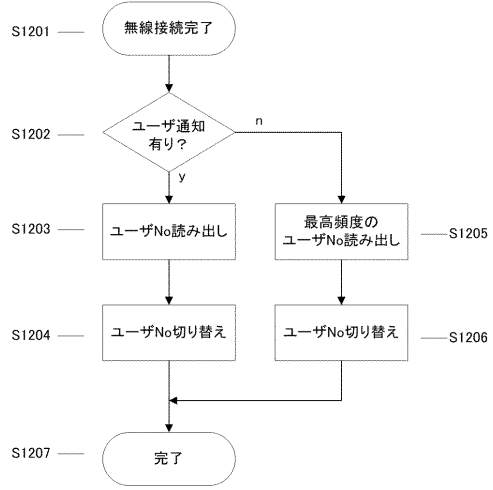 S1201
無線接続完了
S1202
ユーザ通知
有り？
n
y
S1203
ユーザNo読み出し
最高頻度の
ユーザNo読み出し
S1205
S1204
ユーザNo切り替え
ユーザNo切り替え
S1206
S1207
完了